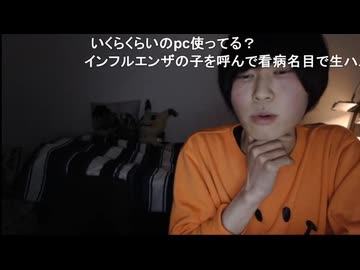 いくらくらいのpc使ってる？
インフルエンザの子を呼んで看病名目で生ハ